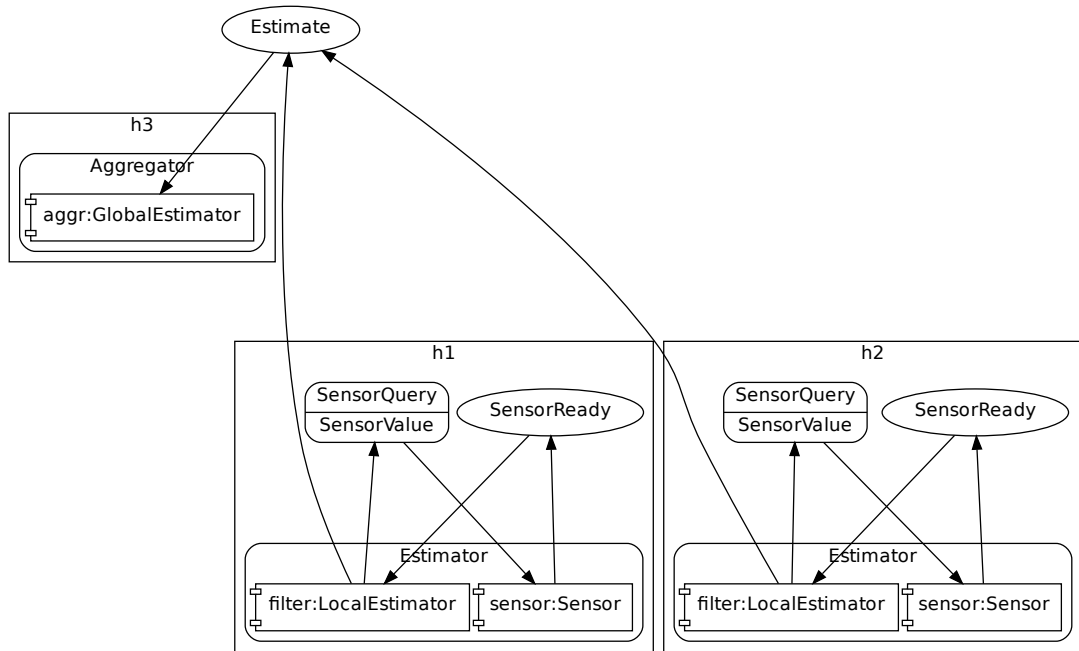 Estimate
h3
Aggregator
aggr:GlobalEstimator
h1
SensorQuery
SensorValue
SensorReady
Estimator
filter:LocalEstimator
sensor:Sensor
h2
SensorQuery
SensorValue
SensorReady
Estimator
filter:LocalEstimator
sensor:Sensor